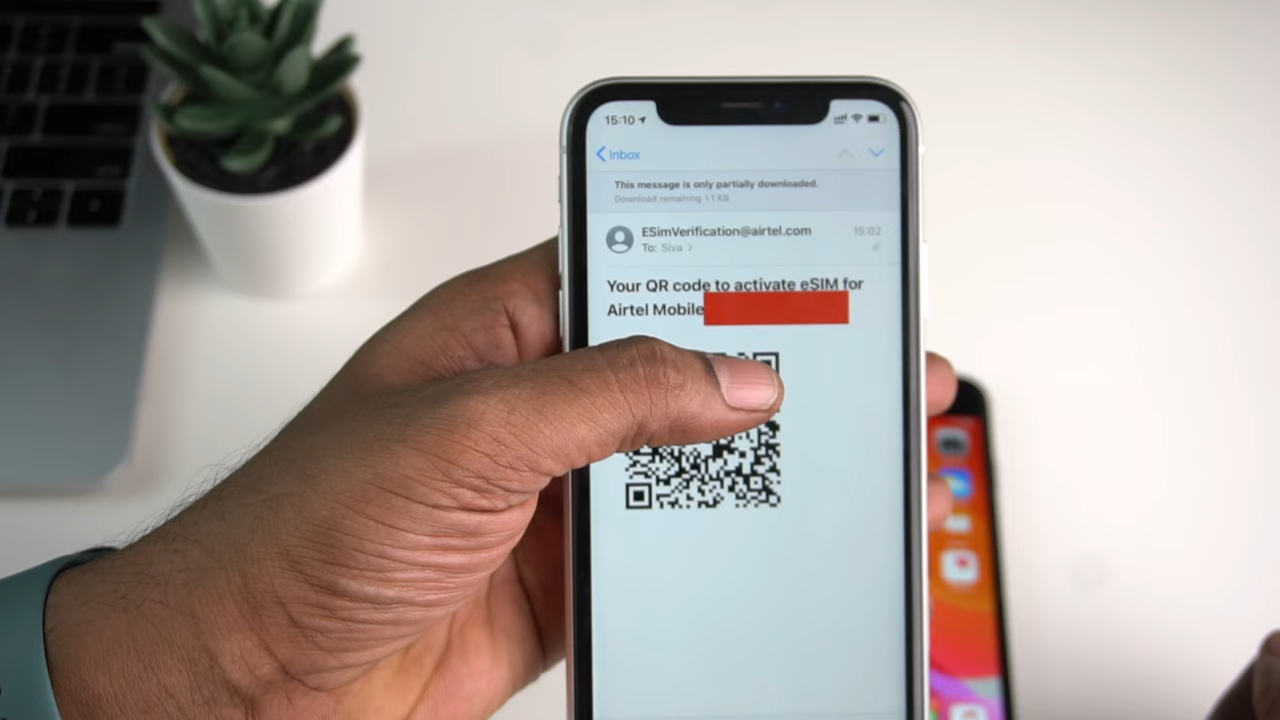 15:10
Inbox
This message is only partially downloaded.
Download remaining 1.1 KB
ESimVerification@airtel.com 15:02
To: Siva
Your QR code to activate eSIM for
Airtel Mobile